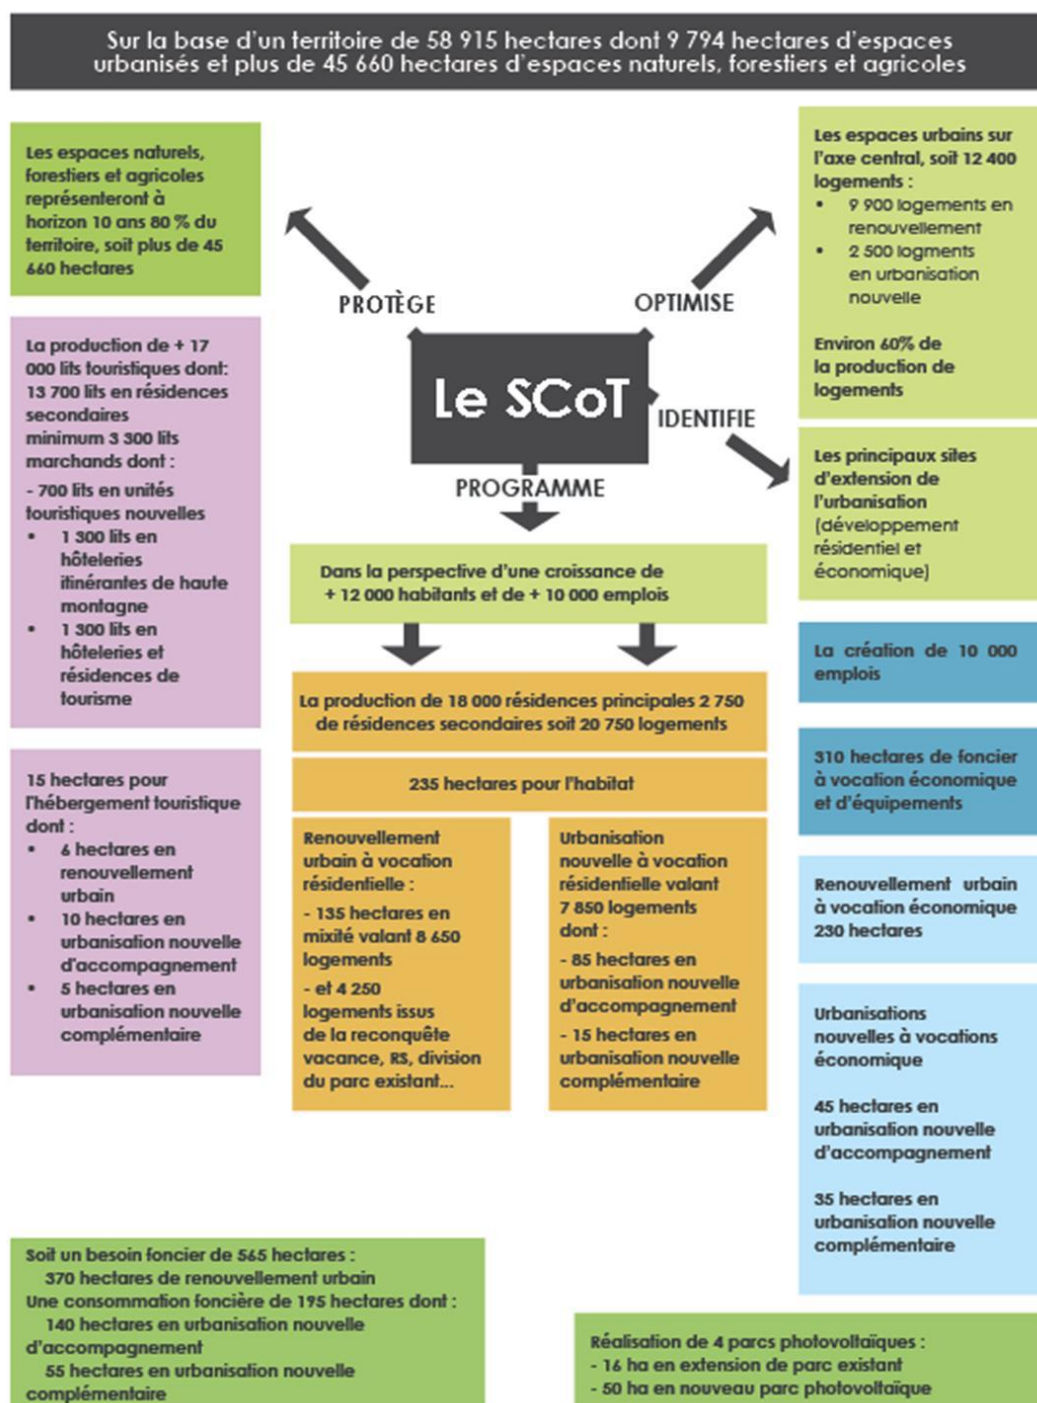 Sur la base d'un territoire de 58 915 hectares dont 9 794 hectares d'espaces
urbanisés et plus de 45 660 hectares d'espaces naturels, forestiers et agricoles
Les espaces naturels,
forestiers et agricoles
représenteront à
horizon 10 ans 80 % du
territoire, soit plus de 45
660 hectares
La production de + 17
000 lits touristiques dont:
13 700 lits en résidences
secondaires
minimum 3 300 lits
marchands dont :
- 700 lits en unités
touristiques nouvelles
• 1 300 lits en
hôteleries
itinérantes de haute
montagne
• 1 300 lits en
hôteleries et
résidences de
tourisme
15 hectares pour
l'hébergement touristique
dont :
• 6 hectares en
renouvellement
urbain
• 10 hectares en
urbanisation nouvelle
d'accompagnement
• 5 hectares en
urbanisation nouvelle
complémentaire
PROTÈGE
OPTIMISE
Le SCoT
IDENTIFIE
PROGRAMME
Dans la perspective d'une croissance de
+ 12 000 habitants et de + 10 000 emplois
La production de 18 000 résidences principales 2 750
de résidences secondaires soit 20 750 logements
235 hectares pour l'habitat
Renouvellement
urbain à vocation
résidentielle :
- 135 hectares en
mixité valant 8 650
logements
- et 4 250
logements issus
de la reconquête
vacance, RS, division
du parc existant...
Urbanisation
nouvelle à vocation
résidentielle valant
7 850 logements
dont :
- 85 hectares en
urbanisation nouvelle
d'accompagnement
- 15 hectares en
urbanisation nouvelle
complémentaire
Les espaces urbains sur
l'axe central, soit 12 400
logements :
• 9 900 logements en
renouvellement
• 2 500 logments
en urbanisation
nouvelle
Environ 60% de
la production de
logements
Les principaux sites
d'extension de
l'urbanisation
(développement
résidentiel et
économique)
La création de 10 000
emplois
310 hectares de foncier
à vocation économique
et d'équipements
Renouvellement urbain
à vocation économique
230 hectares
Urbanisations
nouvelles à vocations
économique
45 hectares en
urbanisation nouvelle
d'accompagnement
35 hectares en
urbanisation nouvelle
complémentaire
Soit un besoin foncier de 565 hectares :
370 hectares de renouvellement urbain
Une consommation foncière de 195 hectares dont :
140 hectares en urbanisation nouvelle
d'accompagnement
55 hectares en urbanisation nouvelle
complémentaire
Réalisation de 4 parcs photovoltaïques :
- 16 ha en extension de parc existant
- 50 ha en nouveau parc photovoltaïque